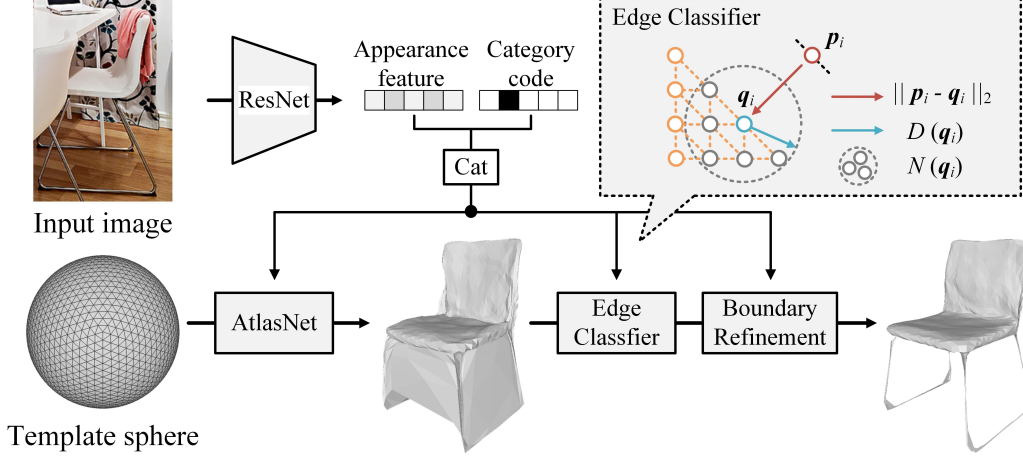 Edge Classifier
p_i
ResNet
Appearance
feature
Category
code
q_i
|| p_i - q_i ||_2
D (q_i)
N (q_i)
Cat
Input image
AtlasNet
Edge
Classfier
Boundary
Refinement
Template sphere